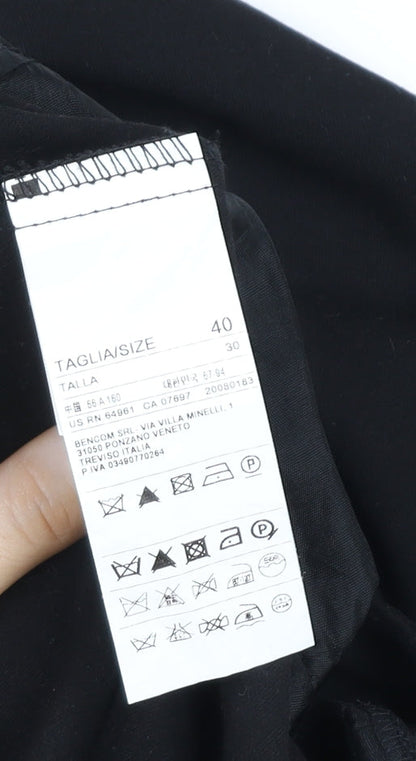 TAGLIA/SIZE 40
TALLA 30
中国 55 A 160
US RN 64961 CA 07697 20080163
BENCOM SRL. VIA VILLA MINELLI, 1
31050 PONZANO VENETO
TREVISO ITALIA
P IVA 03490770264
P
P